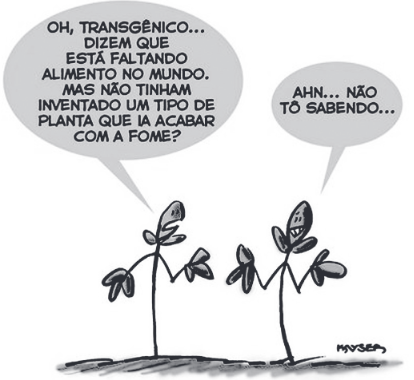 OH, TRANSGÊNICO...
DIZEM QUE
ESTÁ FALTANDO
ALIMENTO NO MUNDO.
MAS NÃO TINHAM
INVENTADO UM TIPO DE
PLANTA QUE IA ACABAR
COM A FOME?
AHN... NÃO
TÔ SABENDO...
KAYSER